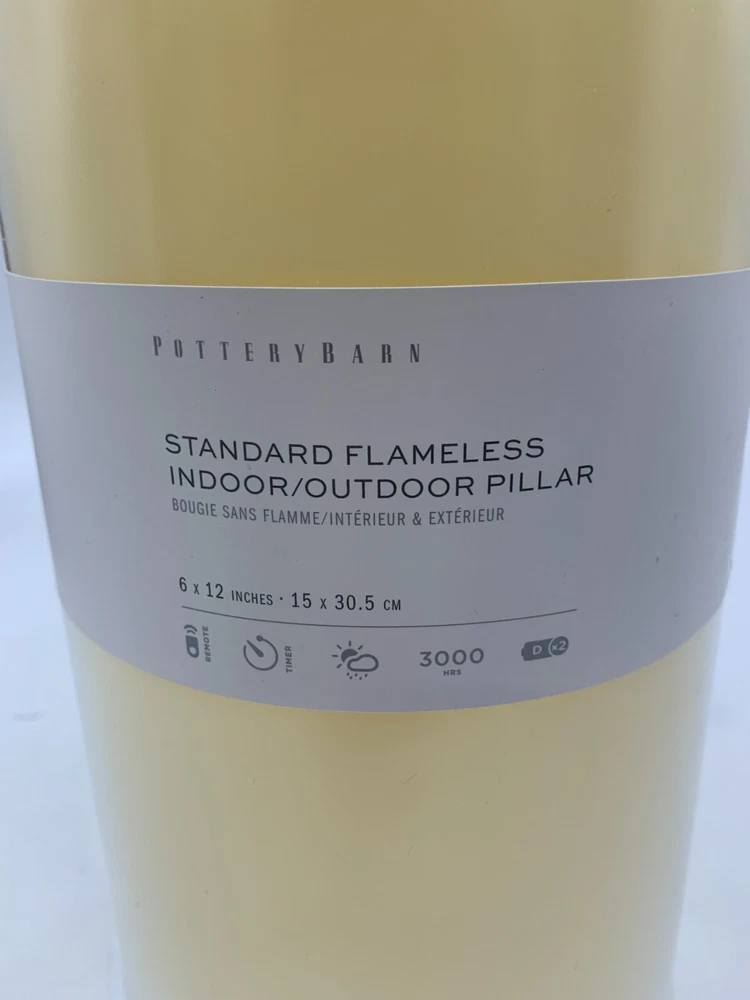 POTTERYBARN
STANDARD FLAMELESS
INDOOR/OUTDOOR PILLAR
BOUGIE SANS FLAMME/INTÉRIEUR & EXTÉRIEUR
6 x 12 INCHES · 15 x 30.5 CM
REMOTE
TIMER
3000
HRS
D x2